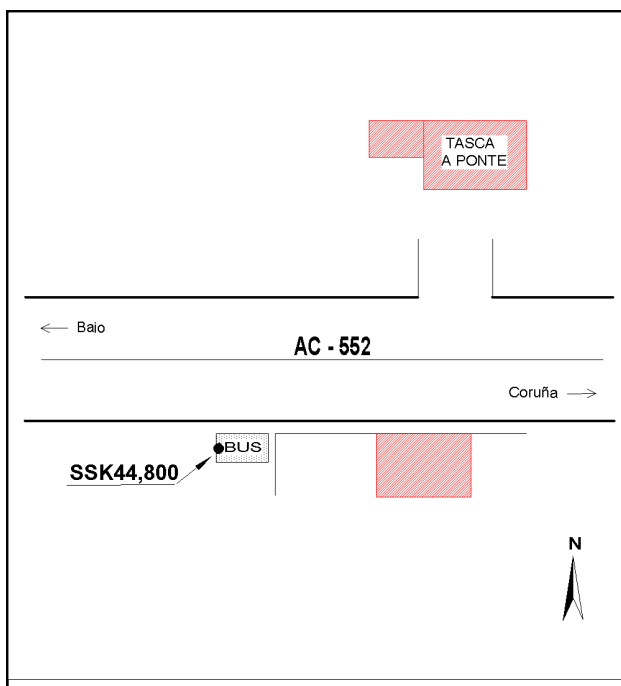 TASCA
A PONTE
Baio
AC - 552
Coruña
BUS
SSK44,800
N